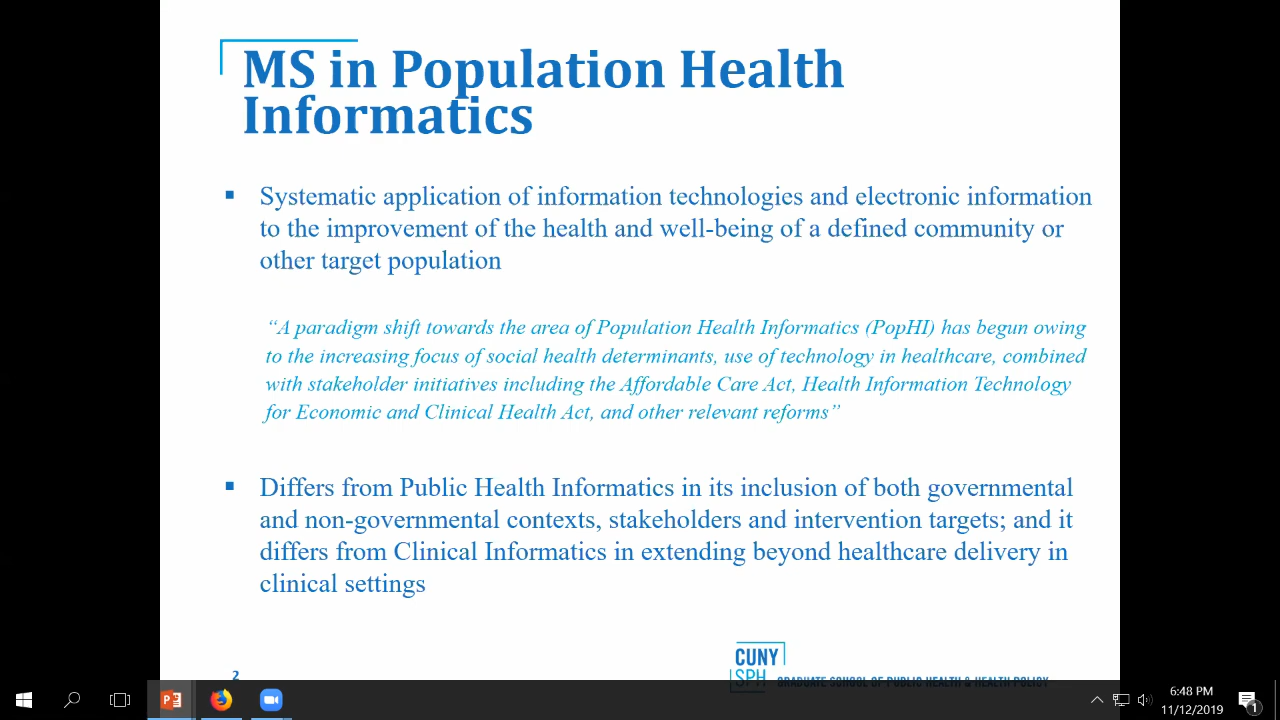 MS in Population Health
Informatics
Systematic application of information technologies and electronic information
to the improvement of the health and well-being of a defined community or
other target population
“A paradigm shift towards the area of Population Health Informatics (PopHI) has begun owing
to the increasing focus of social health determinants, use of technology in healthcare, combined
with stakeholder initiatives including the Affordable Care Act, Health Information Technology
for Economic and Clinical Health Act, and other relevant reforms”
Differs from Public Health Informatics in its inclusion of both governmental
and non-governmental contexts, stakeholders and intervention targets; and it
differs from Clinical Informatics in extending beyond healthcare delivery in
clinical settings
2
CUNY
SPH GRADUATE SCHOOL OF PUBLIC HEALTH & HEALTH POLICY
6:48 PM
11/12/2019
1